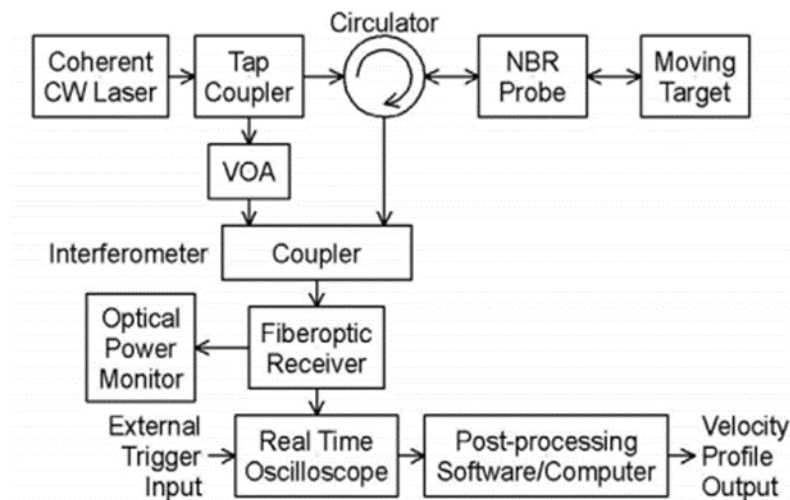 Circulator
Coherent
CW Laser
Tap
Coupler
NBR
Probe
Moving
Target
VOA
Interferometer
Coupler
Optical
Power
Monitor
Fiberoptic
Receiver
External
Trigger
Input
Real Time
Oscilloscope
Post-processing
Software/Computer
Velocity
Profile
Output